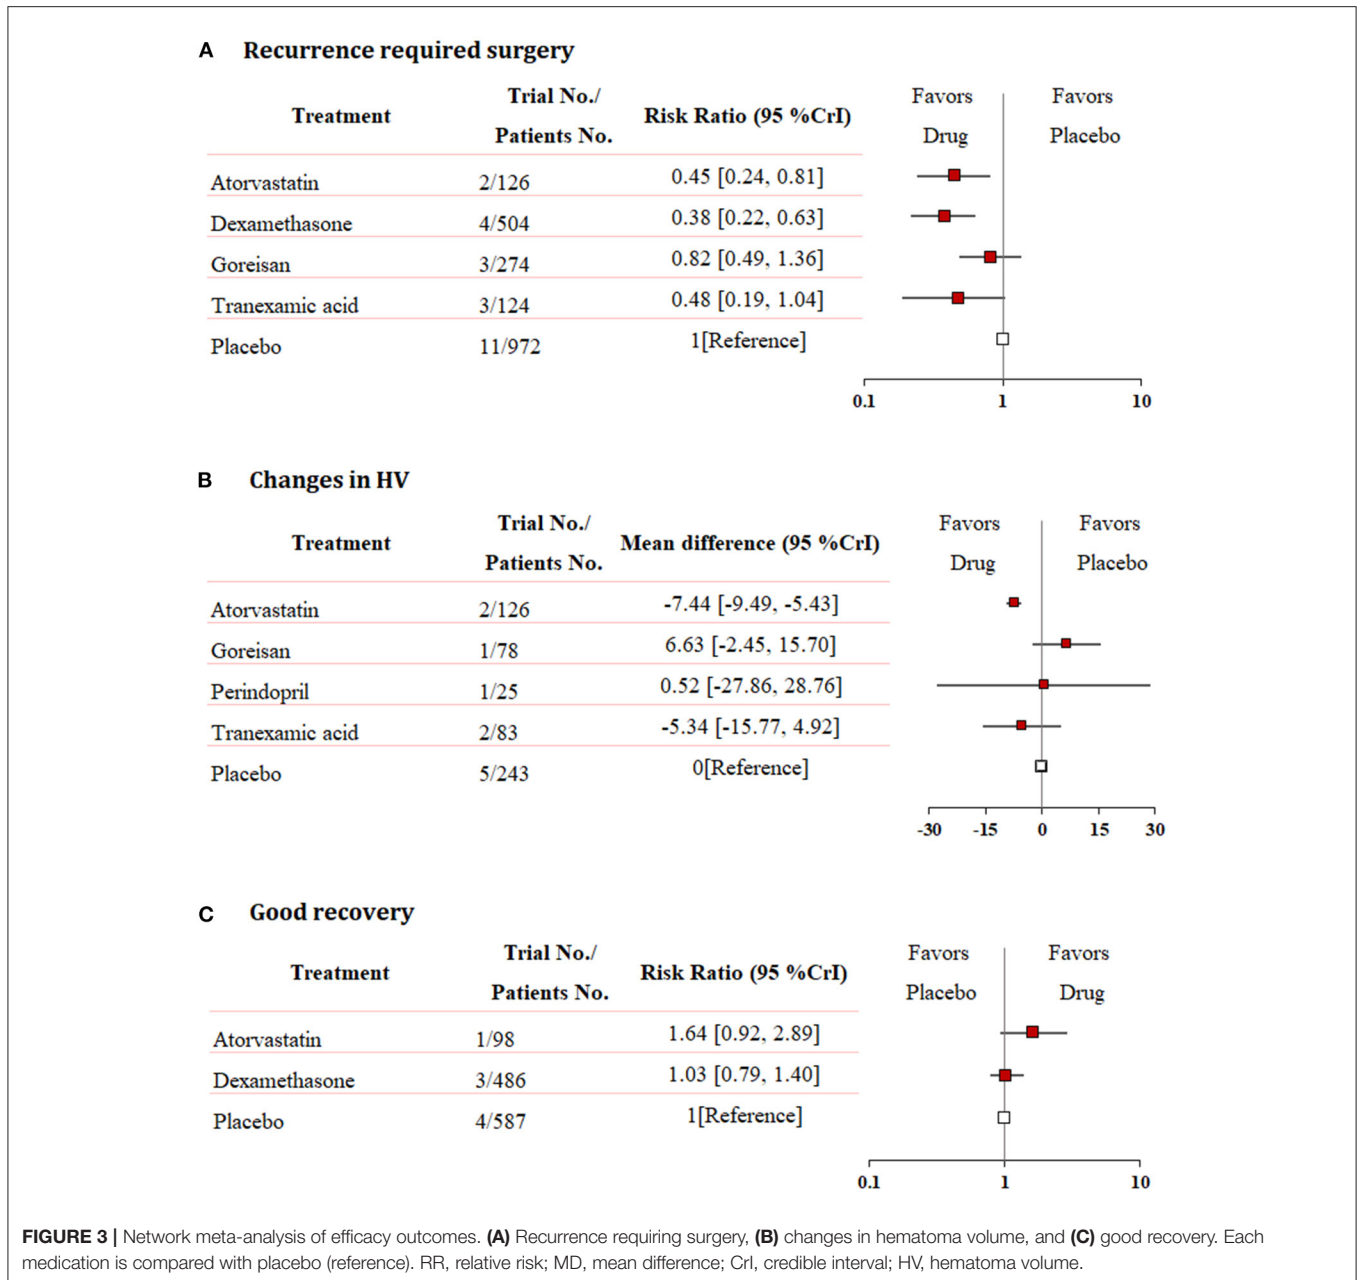 A Recurrence required surgery
Treatment Trial No./ Patients No. Risk Ratio (95 %CrI) Favors Drug Favors Placebo
Atorvastatin 2/126 0.45 [0.24, 0.81]
Dexamethasone 4/504 0.38 [0.22, 0.63]
Goreisan 3/274 0.82 [0.49, 1.36]
Tranexamic acid 3/124 0.48 [0.19, 1.04]
Placebo 11/972 1[Reference]
0.1 1 10
B Changes in HV
Treatment Trial No./ Patients No. Mean difference (95 %CrI) Favors Drug Favors Placebo
Atorvastatin 2/126 -7.44 [-9.49, -5.43]
Goreisan 1/78 6.63 [-2.45, 15.70]
Perindopril 1/25 0.52 [-27.86, 28.76]
Tranexamic acid 2/83 -5.34 [-15.77, 4.92]
Placebo 5/243 0[Reference]
-30 -15 0 15 30
C Good recovery
Treatment Trial No./ Patients No. Risk Ratio (95 %CrI) Favors Placebo Favors Drug
Atorvastatin 1/98 1.64 [0.92, 2.89]
Dexamethasone 3/486 1.03 [0.79, 1.40]
Placebo 4/587 1[Reference]
0.1 1 10
FIGURE 3 | Network meta-analysis of efficacy outcomes. (A) Recurrence requiring surgery, (B) changes in hematoma volume, and (C) good recovery. Each
medication is compared with placebo (reference). RR, relative risk; MD, mean difference; CrI, credible interval; HV, hematoma volume.